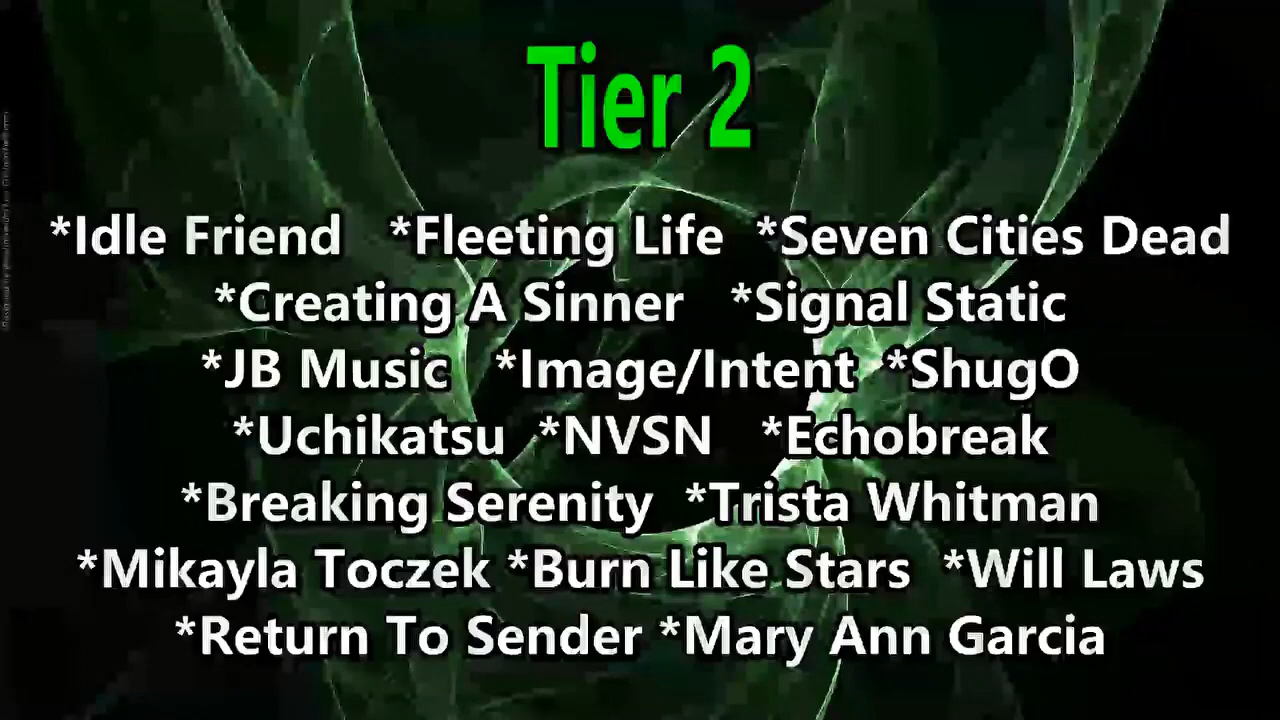 Tier 2
*Idle Friend *Fleeting Life *Seven Cities Dead
*Creating A Sinner *Signal Static
*JB Music *Image/Intent *ShugO
*Uchikatsu *NVSN *Echobreak
*Breaking Serenity *Trista Whitman
*Mikayla Toczek *Burn Like Stars *Will Laws
*Return To Sender *Mary Ann Garcia